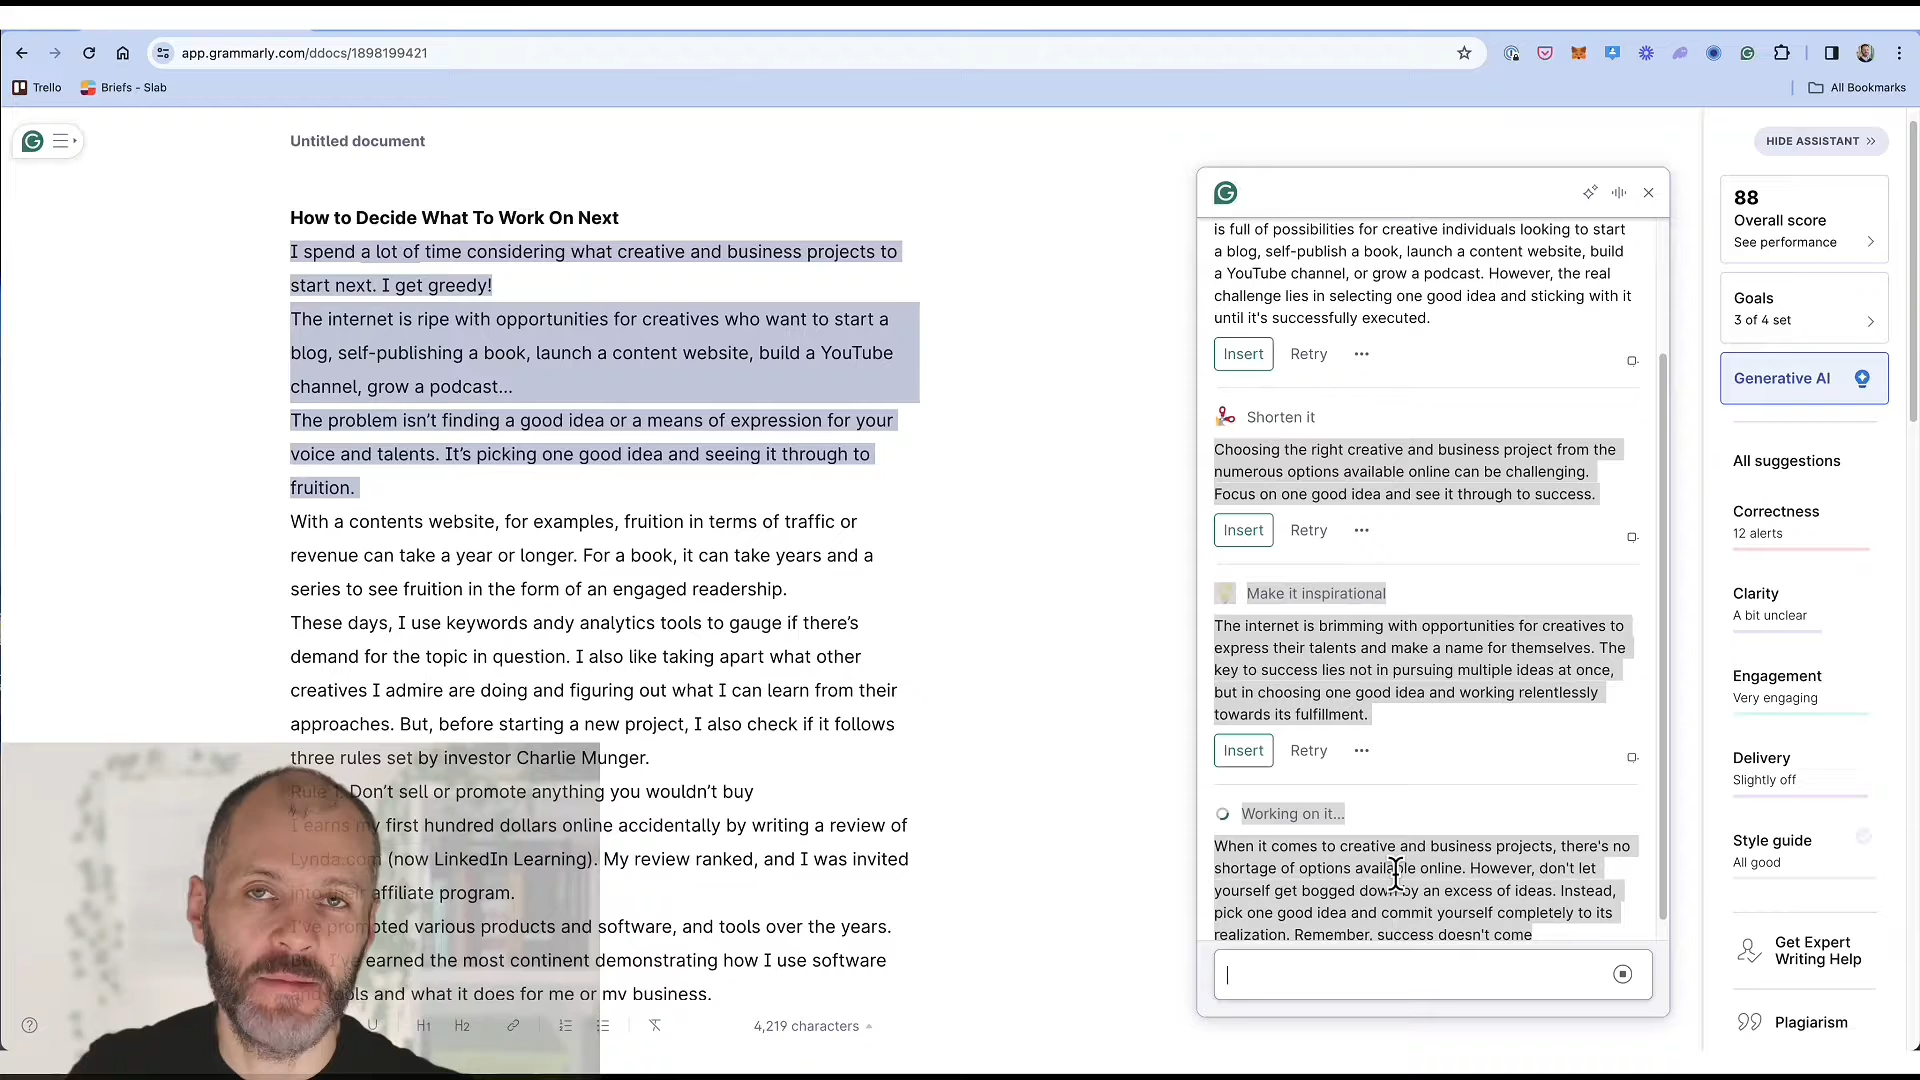 app.grammarly.com/ddocs/1898199421
Trello
Briefs - Slab
All Bookmarks
Untitled document
How to Decide What To Work On Next
I spend a lot of time considering what creative and business projects to
start next. I get greedy!
The internet is ripe with opportunities for creatives who want to start a
blog, self-publishing a book, launch a content website, build a YouTube
channel, grow a podcast...
The problem isn't finding a good idea or a means of expression for your
voice and talents. It's picking one good idea and seeing it through to
fruition.
With a contents website, for examples, fruition in terms of traffic or
revenue can take a year or longer. For a book, it can take years and a
series to see fruition in the form of an engaged readership.
These days, I use keywords andy analytics tools to gauge if there's
demand for the topic in question. I also like taking apart what other
creatives I admire are doing and figuring out what I can learn from their
approaches. But, before starting a new project, I also check if it follows
three rules set by investor Charlie Munger.
Rule 1: Don't sell or promote anything you wouldn't buy
I earns my first hundred dollars online accidentally by writing a review of
Lynda.com (now LinkedIn Learning). My review ranked, and I was invited
into their affiliate program.
I've promoted various products and software, and tools over the years.
I've earned the most continent demonstrating how I use software
and tools and what it does for me or my business.
U H1 H2
4,219 characters
is full of possibilities for creative individuals looking to start
a blog, self-publish a book, launch a content website, build
a YouTube channel, or grow a podcast. However, the real
challenge lies in selecting one good idea and sticking with it
until it's successfully executed.
Insert Retry
Shorten it
Choosing the right creative and business project from the
numerous options available online can be challenging.
Focus on one good idea and see it through to success.
Insert Retry
Make it inspirational
The internet is brimming with opportunities for creatives to
express their talents and make a name for themselves. The
key to success lies not in pursuing multiple ideas at once,
but in choosing one good idea and working relentlessly
towards its fulfillment.
Insert Retry
Working on it...
When it comes to creative and business projects, there's no
shortage of options available online. However, don't let
yourself get bogged down by an excess of ideas. Instead,
pick one good idea and commit yourself completely to its
realization. Remember, success doesn't come
HIDE ASSISTANT
88
Overall score
See performance
Goals
3 of 4 set
Generative AI
All suggestions
Correctness
12 alerts
Clarity
A bit unclear
Engagement
Very engaging
Delivery
Slightly off
Style guide
All good
Get Expert
Writing Help
Plagiarism